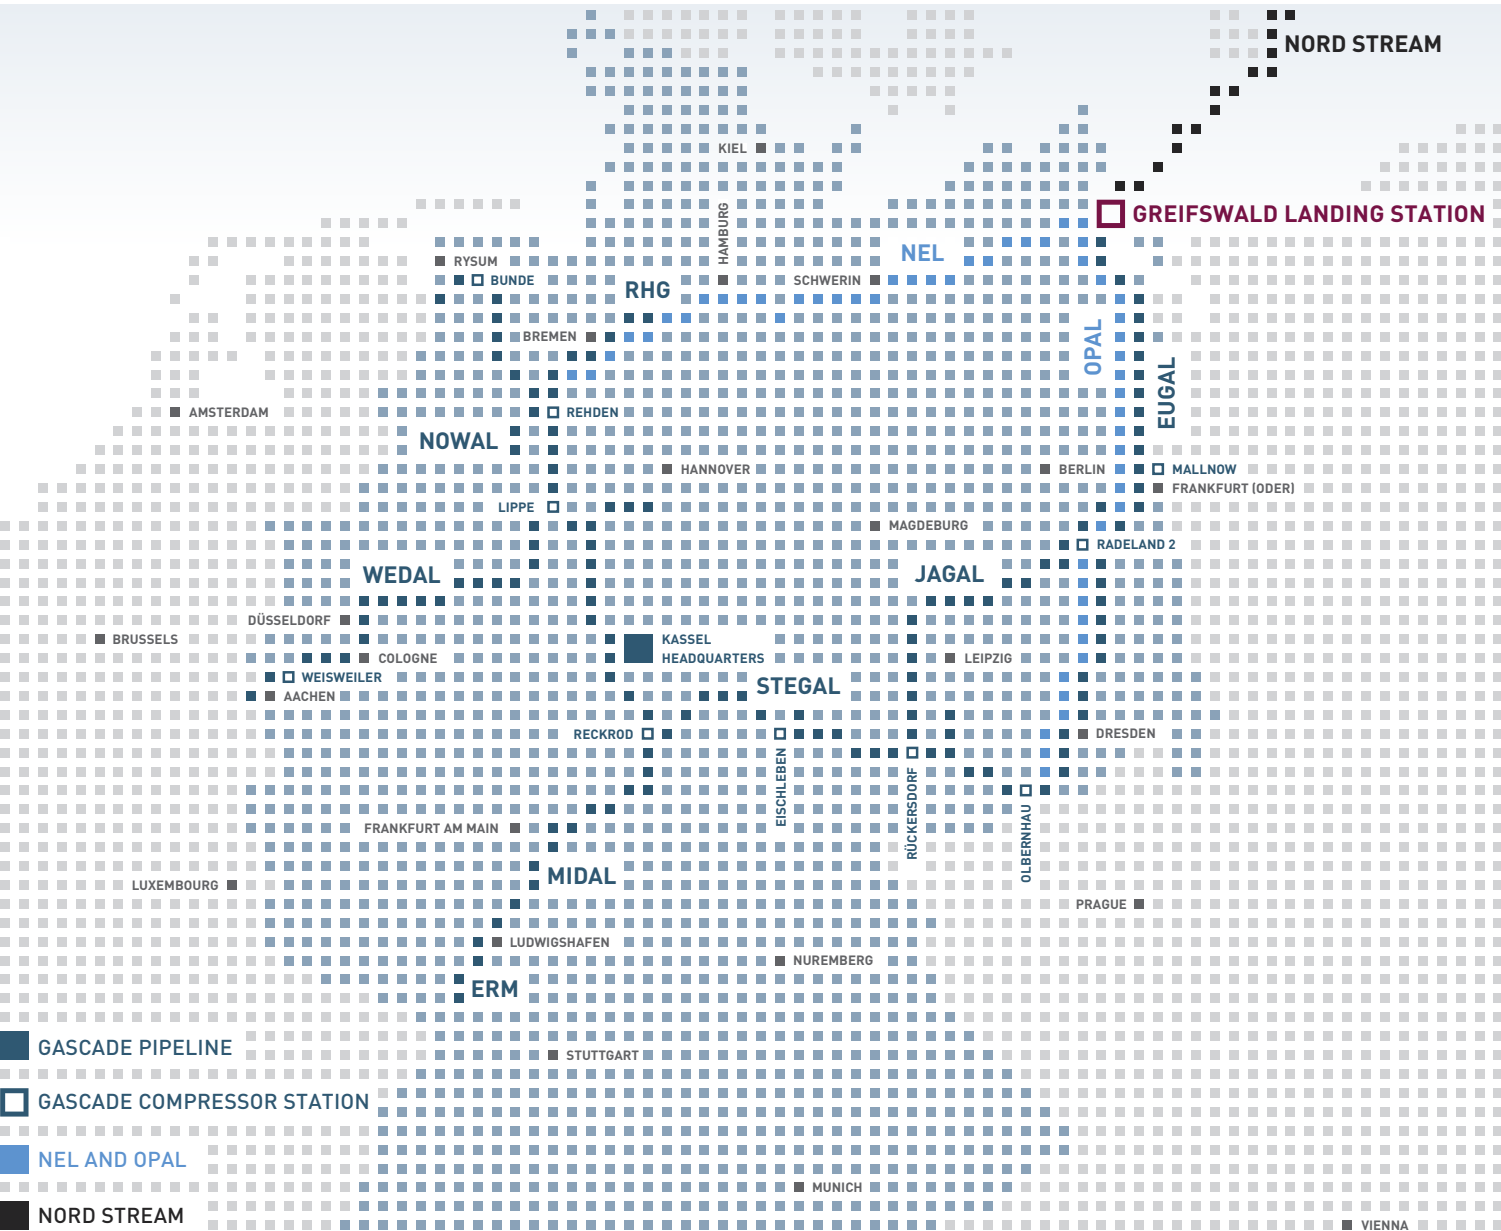 NORD STREAM
KIEL
GREIFSWALD LANDING STATION
HAMBURG
NEL
RYSUM
BUNDE
SCHWERIN
RHG
BREMEN
OPAL
EUGAL
AMSTERDAM
REHDEN
NOWAL
HANNOVER
BERLIN
MALLNOW
FRANKFURT (ODER)
LIPPE
MAGDEBURG
RADELAND 2
WEDAL
JAGAL
DÜSSELDORF
BRUSSELS
KASSEL
HEADQUARTERS
COLOGNE
LEIPZIG
WEISWEILER
STEGAL
AACHEN
RECKROD
DRESDEN
EISCHLEBEN
RÜCKERSDORF
OLBERNHAU
FRANKFURT AM MAIN
MIDAL
LUXEMBOURG
PRAGUE
LUDWIGSHAFEN
NUREMBERG
ERM
GASCADE PIPELINE
STUTTGART
GASCADE COMPRESSOR STATION
NEL AND OPAL
MUNICH
NORD STREAM
VIENNA